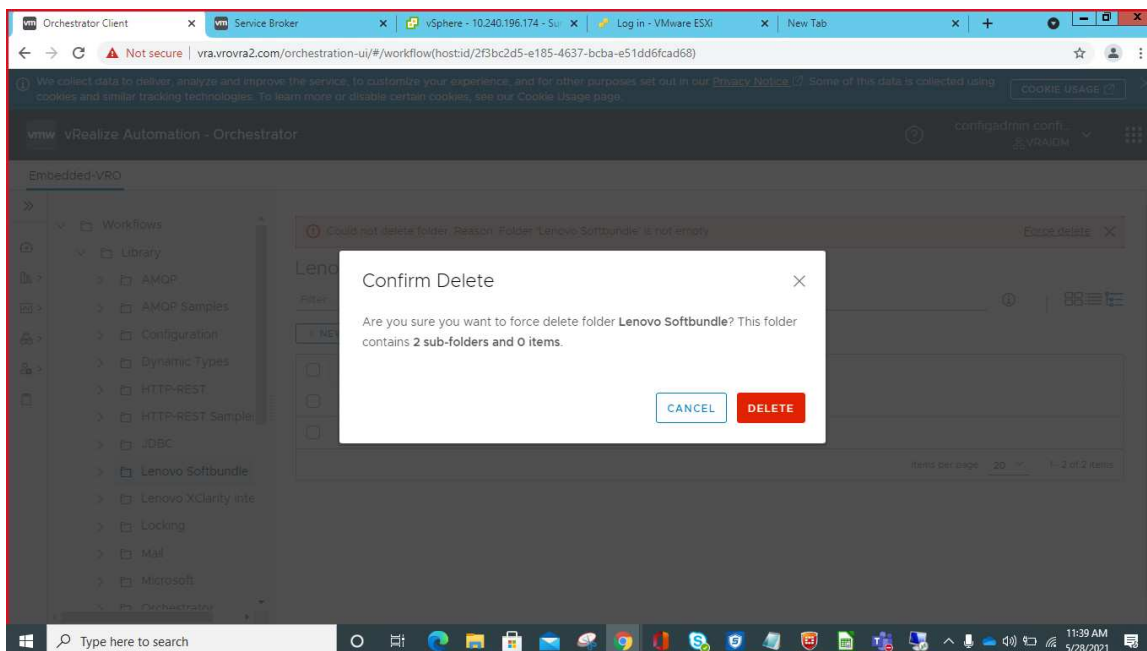 Orchestrator Client
Service Broker
vSphere - 10.240.196.174 - Su
Log in - VMware ESXi
New Tab
Not secure | vra.vrovra2.com/orchestration-ui/#/workflow(host:id/2f3bc2d5-e185-4637-bcba-e51dd6fcad68)
We collect data to deliver, analyze and improve the service, to customize your experience, and for other purposes set out in our Privacy Notice. Some of this data is collected using
cookies and similar tracking technologies. To learn more or disable certain cookies, see our Cookie Usage page.
COOKIE USAGE
vmw vRealize Automation - Orchestrator
configadmin confi...
VRAIDM
Embedded-VRO
Workflows
Library
AMQP
AMQP Samples
Configuration
Dynamic Types
HTTP-REST
HTTP-REST Sample
JDBC
Lenovo Softbundle
Lenovo XClarity Inte
Locking
Mail
Microsoft
Orchestrator
Could not delete folder. Reason: Folder 'Lenovo Softbundle' is not empty
Force delete
Leno
Filter
+ NEW
Confirm Delete
Are you sure you want to force delete folder Lenovo Softbundle? This folder
contains 2 sub-folders and 0 items.
CANCEL
DELETE
Items per page 20 1 - 2 of 2 items
Type here to search
11:39 AM
5/28/2021